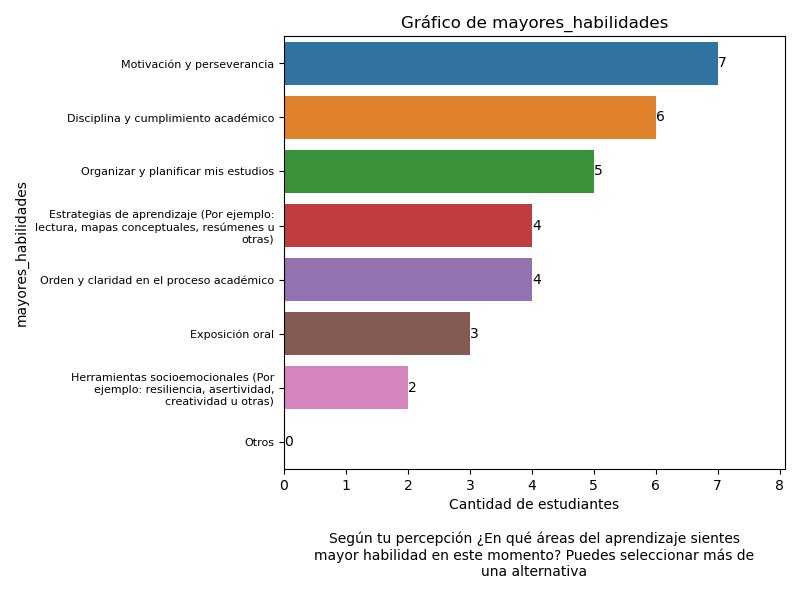 Gráfico de mayores_habilidades
mayores_habilidades
Motivación y perseverancia
7
Disciplina y cumplimiento académico
6
Organizar y planificar mis estudios
5
Estrategias de aprendizaje (Por ejemplo:
lectura, mapas conceptuales, resúmenes u
otras)
4
Orden y claridad en el proceso académico
4
Exposición oral
3
Herramientas socioemocionales (Por
ejemplo: resiliencia, asertividad,
creatividad u otras)
2
Otros
0
0 1 2 3 4 5 6 7 8
Cantidad de estudiantes
Según tu percepción ¿En qué áreas del aprendizaje sientes
mayor habilidad en este momento? Puedes seleccionar más de
una alternativa